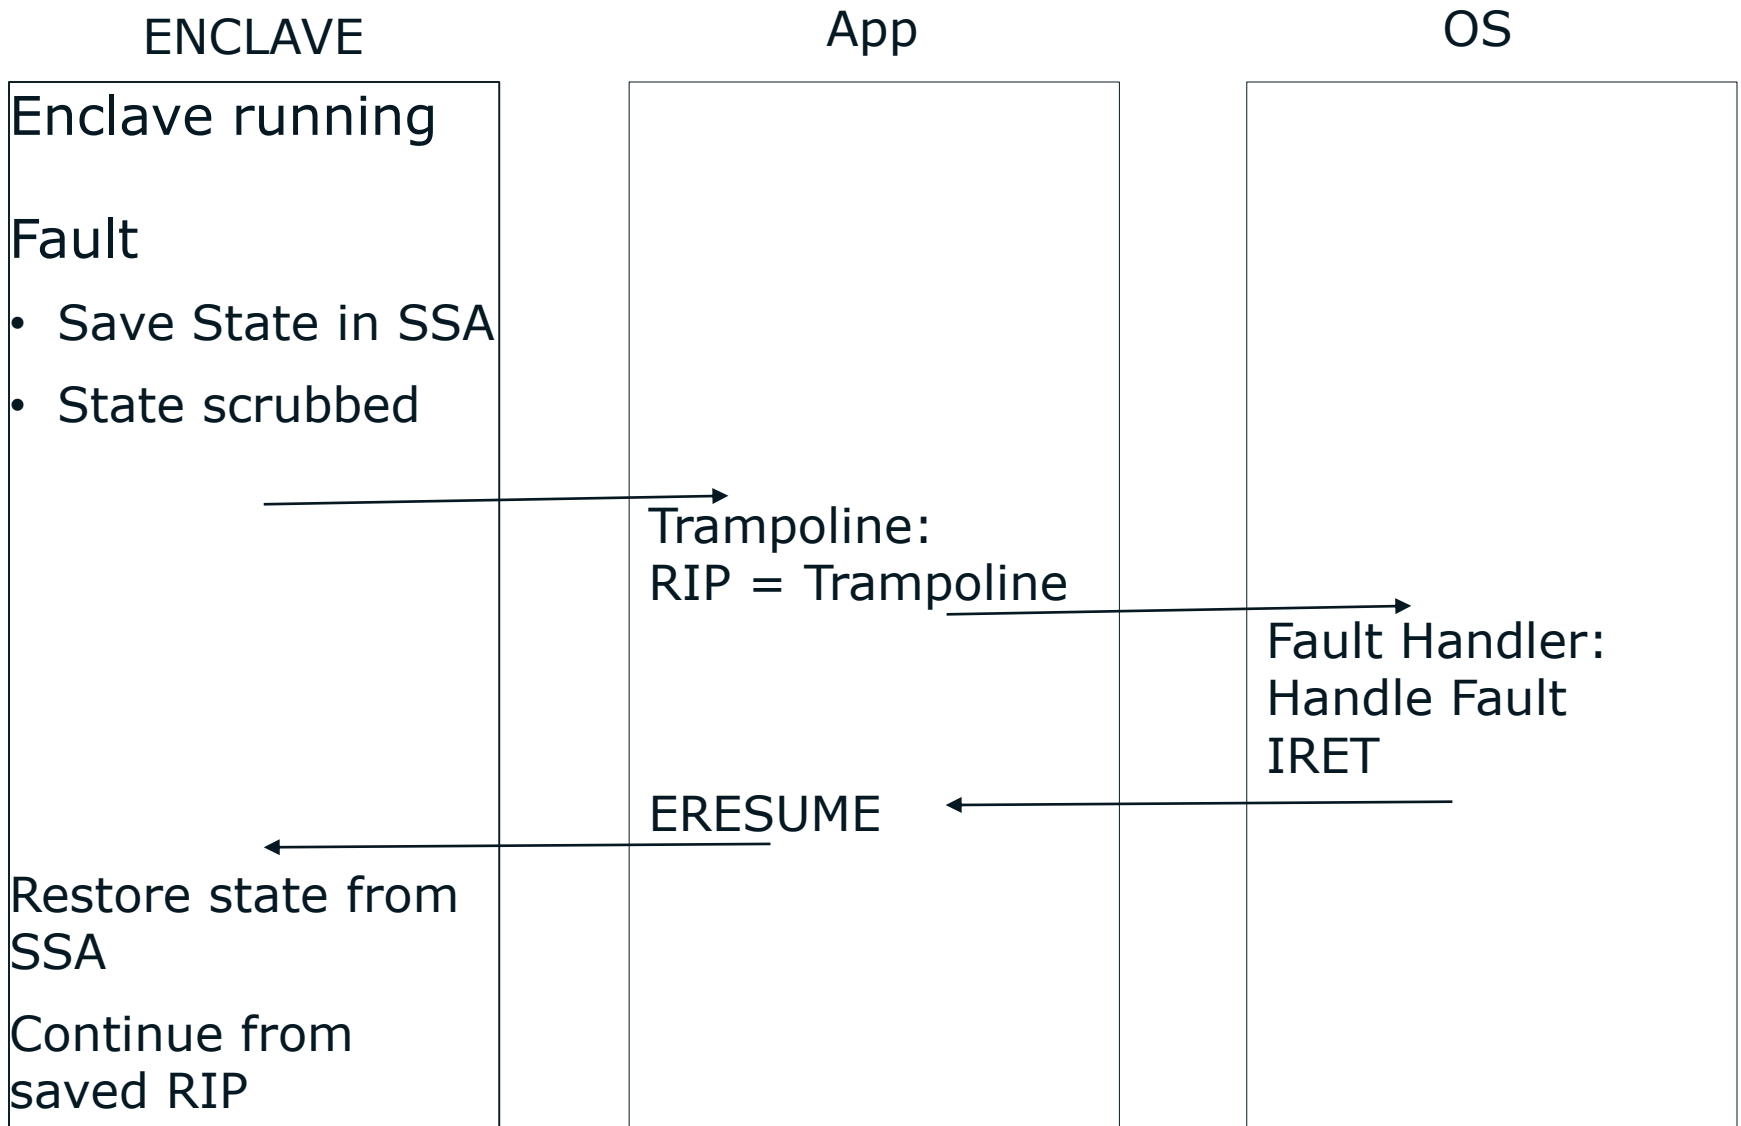 ENCLAVE
App
OS
Enclave running
Fault
• Save State in SSA
• State scrubbed
Trampoline:
RIP = Trampoline
Fault Handler:
Handle Fault
IRET
ERESUME
Restore state from
SSA
Continue from
saved RIP